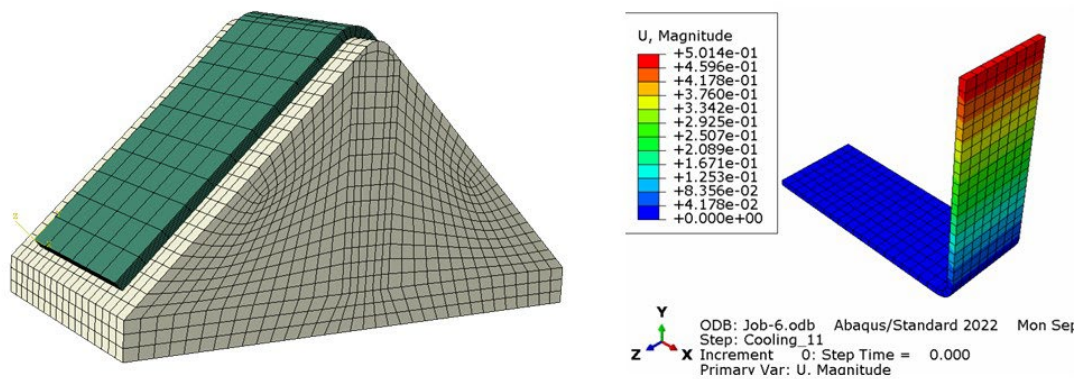 U, Magnitude
+5.014e-01
+4.596e-01
+4.178e-01
+3.760e-01
+3.342e-01
+2.925e-01
+2.507e-01
+2.089e-01
+1.671e-01
+1.253e-01
+8.356e-02
+4.178e-02
+0.000e+00
Y
Z X
ODB: Job-6.odb Abaqus/Standard 2022 Mon Sep
Step: Cooling_11
Increment 0: Step Time = 0.000
Primary Var: U, Magnitude